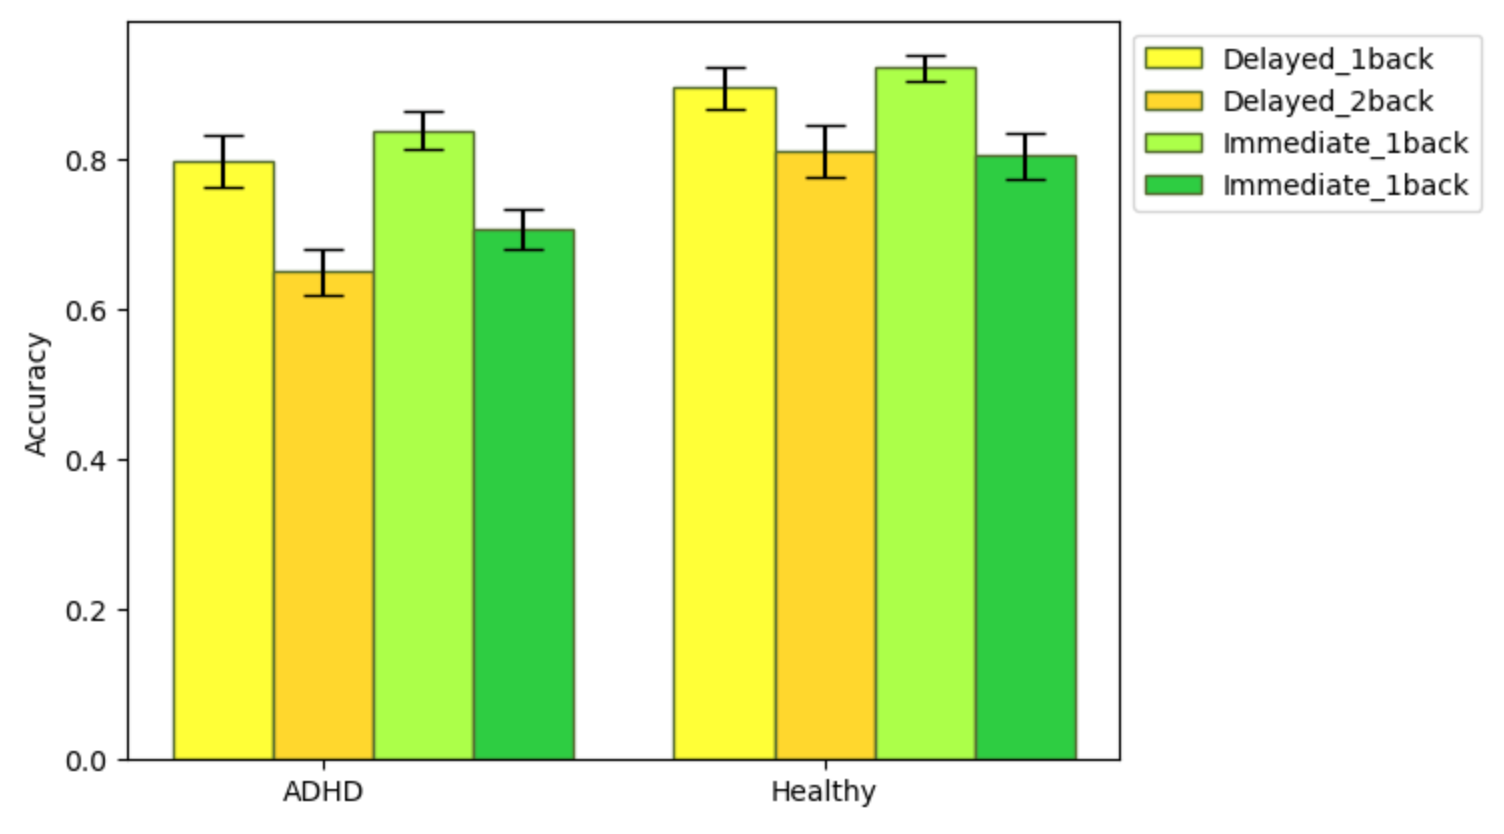 Delayed_1back
Delayed_2back
Immediate_1back
Immediate_1back
Accuracy
0.8
0.6
0.4
0.2
0.0
ADHD Healthy